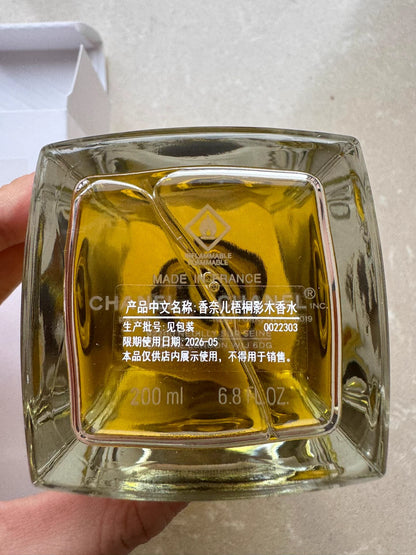 INFLAMMABLE
FLAMMABLE
MADE IN FRANCE
产品中文名称:香奈儿梧桐影木香水
INC.
生产批号:见包装 0022303
限期使用日期:2026-05
本品仅供店内展示使用,不得用于销售。
200 ml 6.8 FL.OZ.